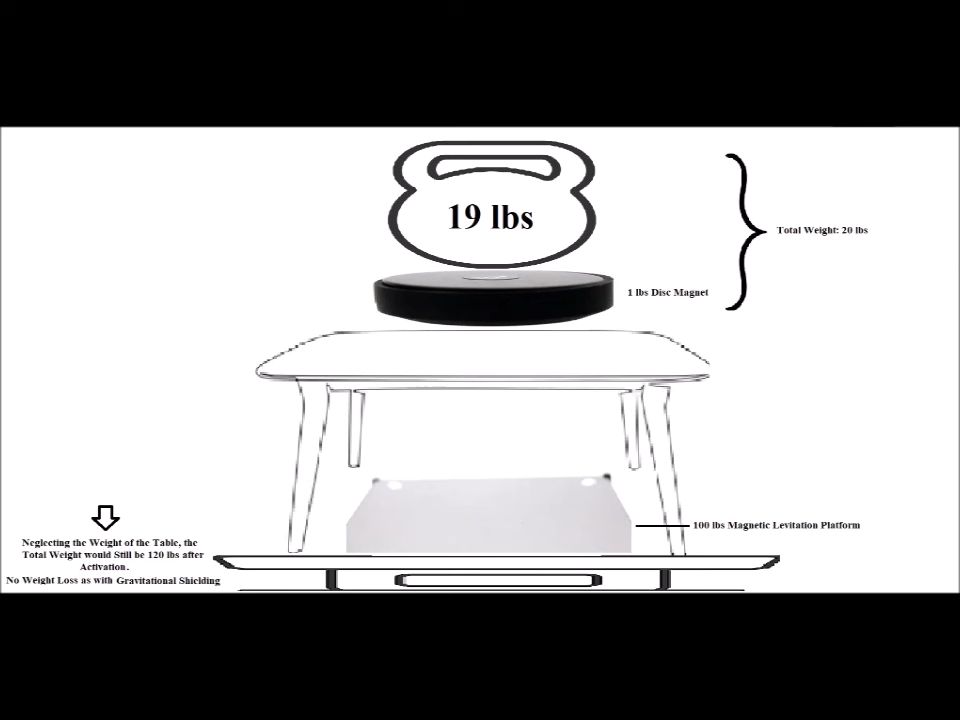 19 lbs
Total Weight: 20 lbs
1 lbs Disc Magnet
100 lbs Magnetic Levitation Platform
Neglecting the Weight of the Table, the
Total Weight would Still be 120 lbs after
Activation.
No Weight Loss as with Gravitational Shielding